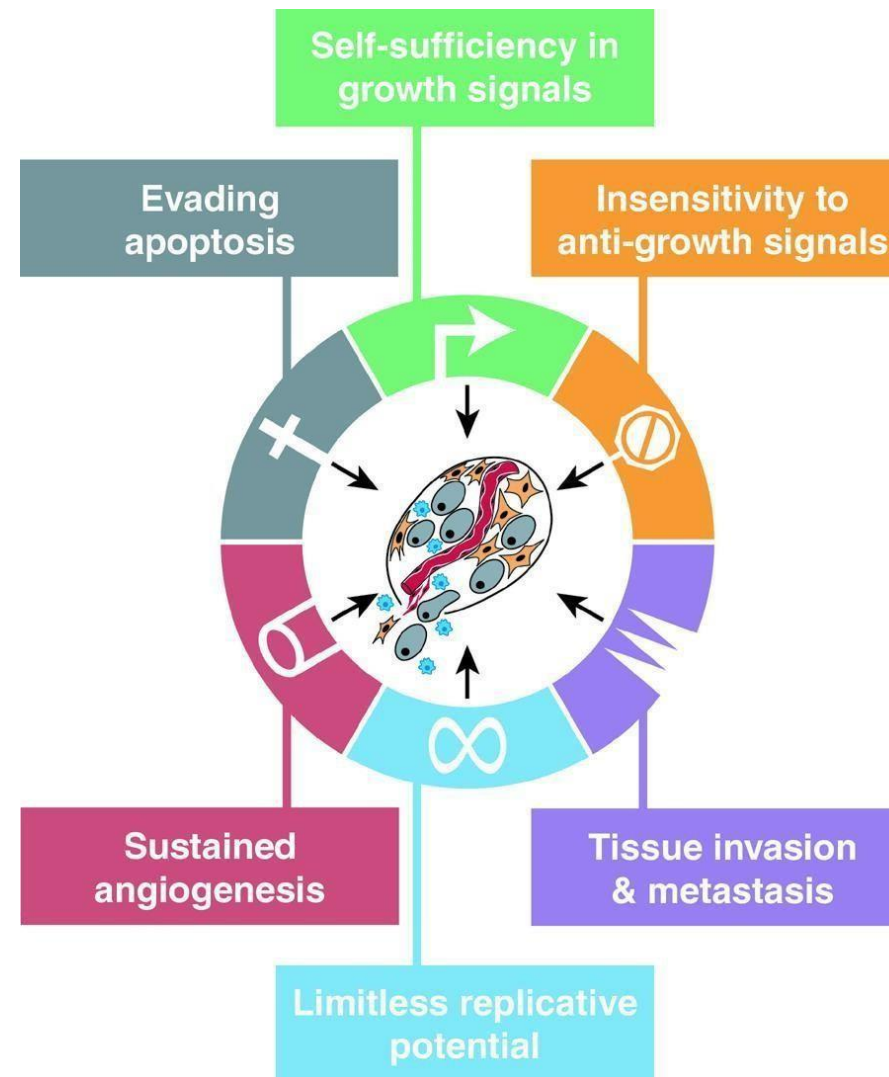 Self-sufficiency in
growth signals
Evading
apoptosis
Insensitivity to
anti-growth signals
Sustained
angiogenesis
Tissue invasion
& metastasis
Limitless replicative
potential